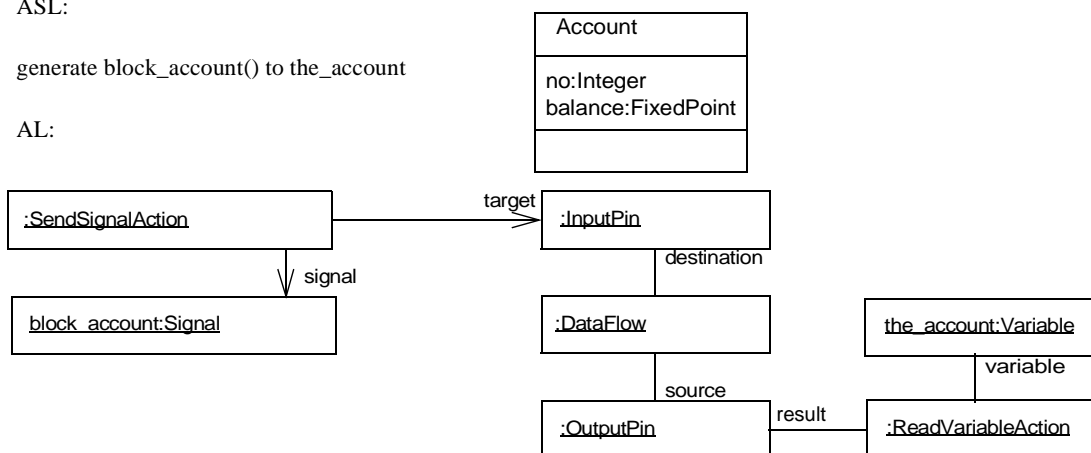 ASL:
Account
generate block_account() to the_account
no:Integer
balance:FixedPoint
AL:
target
:SendSignalAction
:InputPin
destination
signal
block_account:Signal
:DataFlow
the_account:Variable
variable
source
result
:OutputPin
:ReadVariableAction